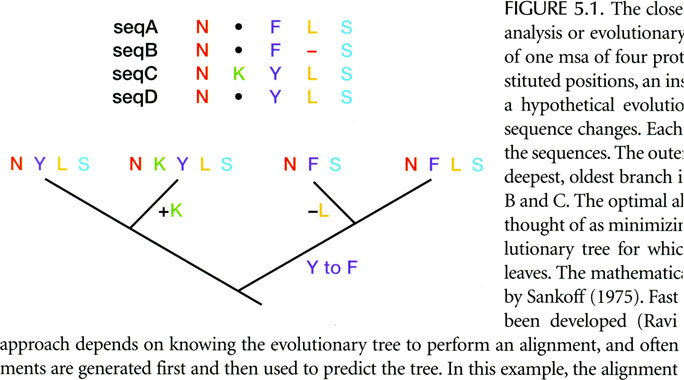 seqA N • F L S
seqB N • F – S
seqC N K Y L S
seqD N • Y L S
N Y L S N K Y L S N F S N F L S
+K
–L
Y to F
FIGURE 5.1. The close
analysis or evolutionary
of one msa of four prot
stituted positions, an ins
a hypothetical evolution
sequence changes. Each
the sequences. The outer
deepest, oldest branch i
B and C. The optimal al
thought of as minimizin
lutionary tree for which
leaves. The mathematica
by Sankoff (1975). Fast
been developed (Ravi
approach depends on knowing the evolutionary tree to perform an alignment, and often
ments are generated first and then used to predict the tree. In this example, the alignment